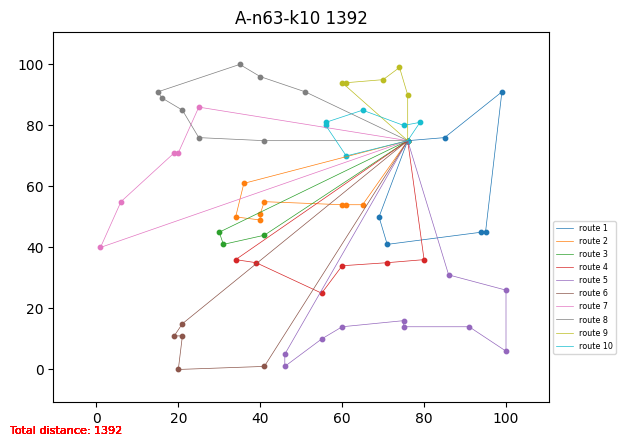 A-n63-k10 1392
100
80
60
40
20
0
0 20 40 60 80 100
route 1
route 2
route 3
route 4
route 5
route 6
route 7
route 8
route 9
route 10
Total distance: 1392